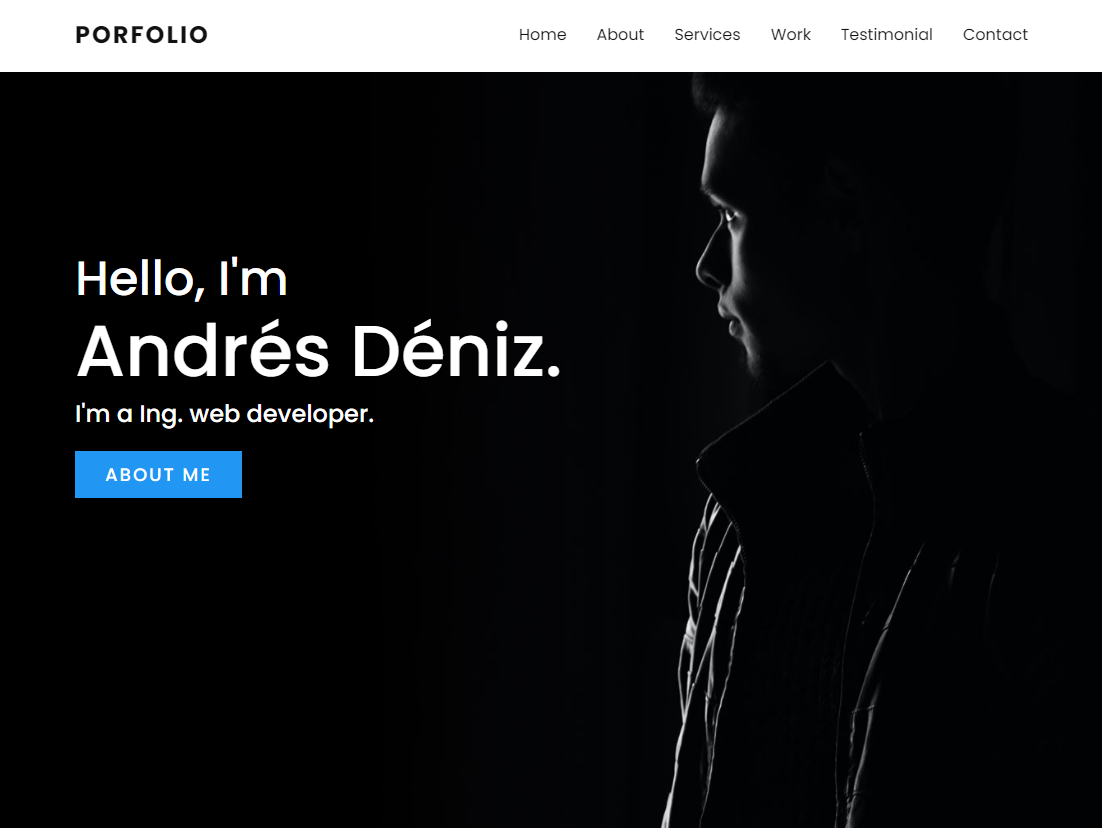 PORFOLIO
Home About Services Work Testimonial Contact
Hello, I'm
Andrés Déniz.
I'm a Ing. web developer.
ABOUT ME